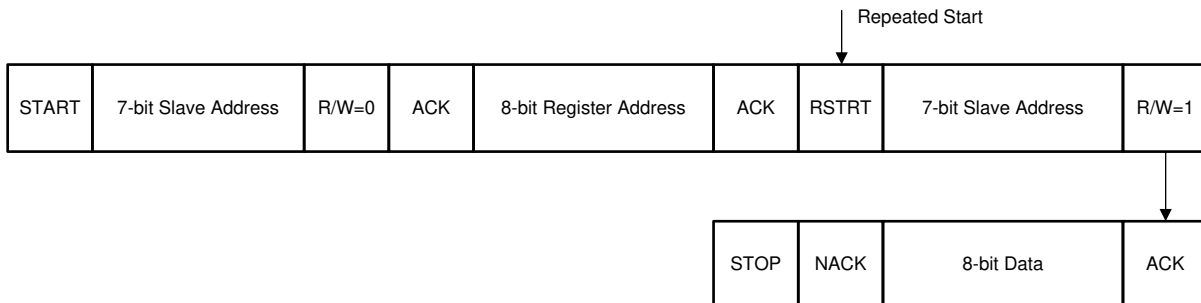 Repeated Start
START 7-bit Slave Address R/W=0 ACK 8-bit Register Address ACK RSTRT 7-bit Slave Address R/W=1
STOP NACK 8-bit Data ACK